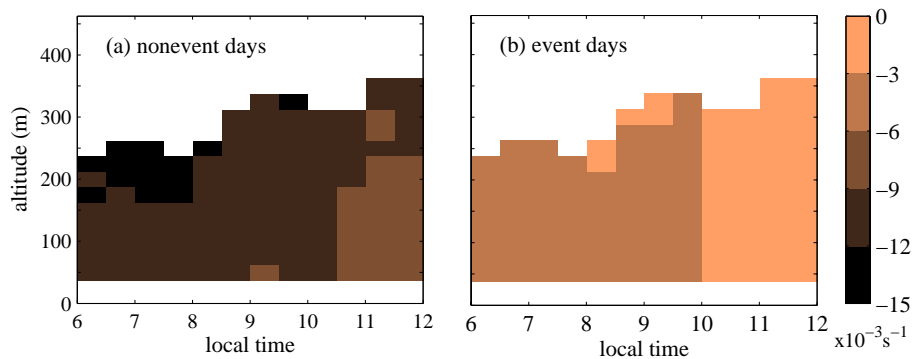 (a) nonevent days
(b) event days
altitude (m)
400
300
200
100
0
6 7 8 9 10 11 12
local time
6 7 8 9 10 11 12
local time
0
−3
−6
−9
−12
−15
x10⁻³s⁻¹